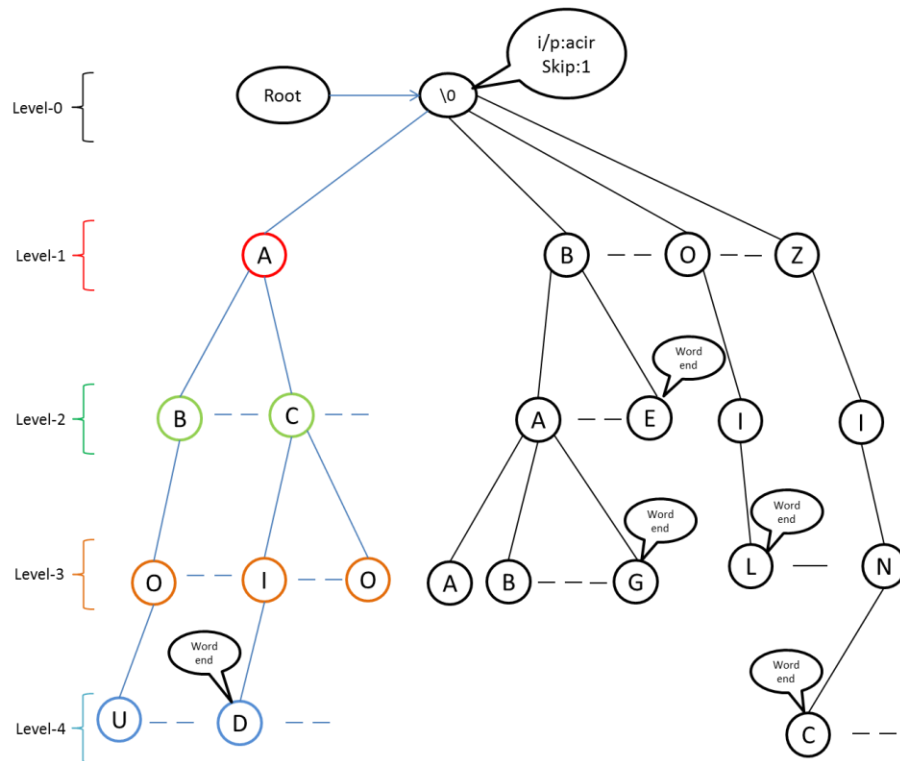 i/p:acir
Skip:1
Level-0
Root
\0
Level-1
A
B
O
Z
Word
end
Level-2
B
C
A
E
I
I
Word
end
Word
end
Level-3
O
I
O
A
B
G
L
N
Word
end
Word
end
Level-4
U
D
C